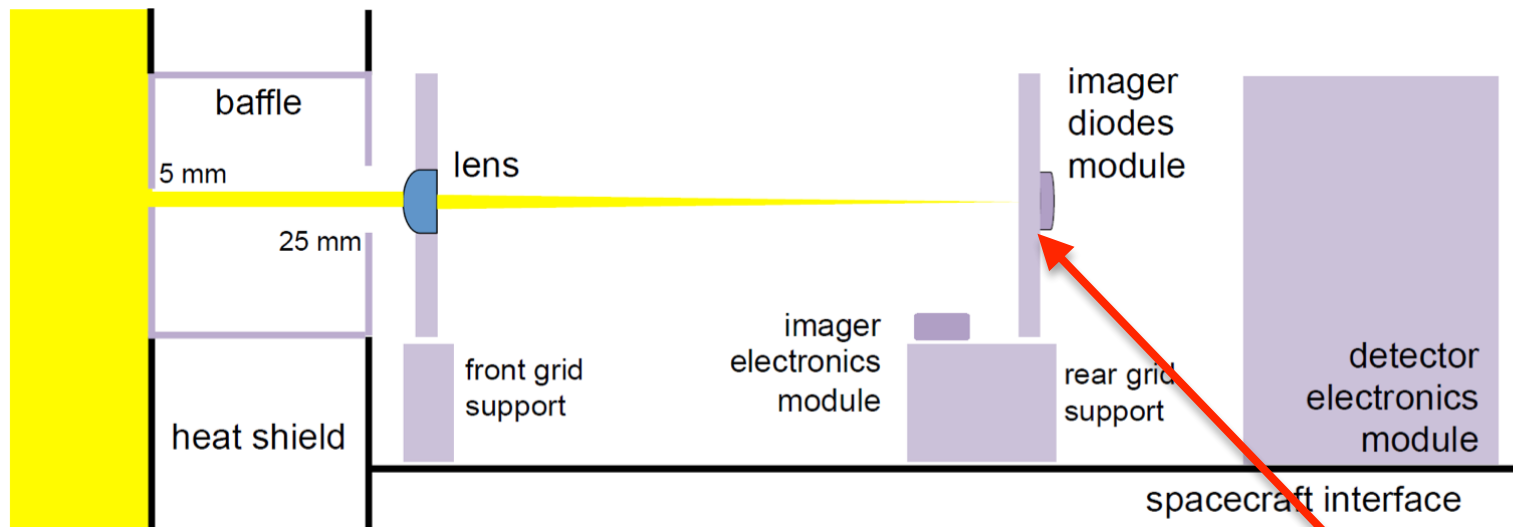 baffle
5 mm
25 mm
lens
imager
diodes
module
front grid
support
heat shield
imager
electronics
module
rear grid
support
detector
electronics
module
spacecraft interface